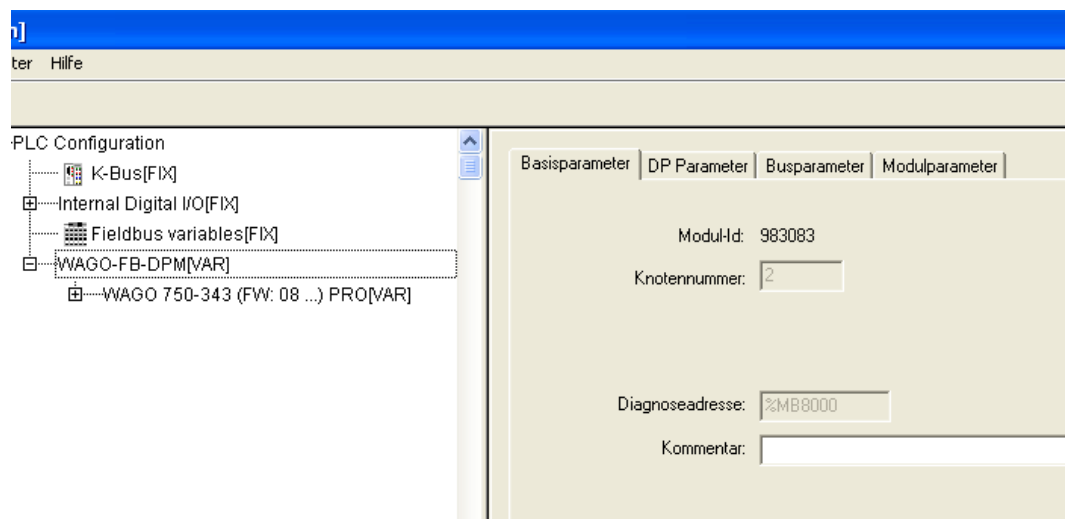 n]
ter Hilfe
PLC Configuration
K-Bus[FIX]
Internal Digital I/O[FIX]
Fieldbus variables[FIX]
WAGO-FB-DPM[VAR]
WAGO 750-343 (FW: 08 ...) PRO[VAR]
Basisparameter DP Parameter Busparameter Modulparameter
Modul-Id: 983083
Knotennummer: 2
Diagnoseadresse: %MB8000
Kommentar: